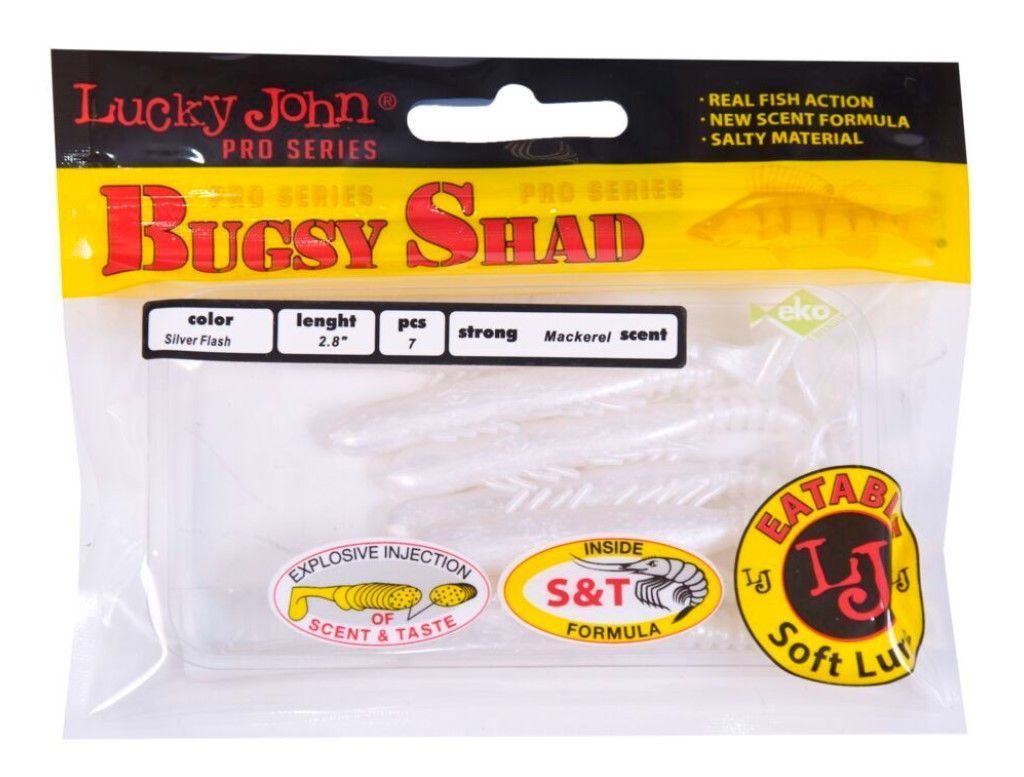 Lucky John®
PRO SERIES
· REAL FISH ACTION
· NEW SCENT FORMULA
· SALTY MATERIAL
PRO SERIES PRO SERIES
BUGSY SHAD
eko
color lenght pcs strong Mackerel scent
Silver Flash 2.8" 7
EXPLOSIVE INJECTION
OF
SCENT & TASTE
INSIDE
S&T
FORMULA
EATABL
LJ LJ LJ
Soft Lur